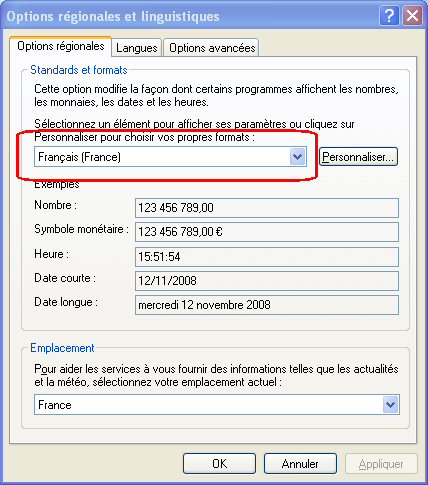 Options régionales et linguistiques
Options régionales Langues Options avancées
Standards et formats
Cette option modifie la façon dont certains programmes affichent les nombres,
les monnaies, les dates et les heures.
Sélectionnez un élément pour afficher ses paramètres ou cliquez sur
Personnaliser pour choisir vos propres formats :
Français (France) Personnaliser...
Exemples
Nombre : 123 456 789,00
Symbole monétaire : 123 456 789,00 €
Heure : 15:51:54
Date courte : 12/11/2008
Date longue : mercredi 12 novembre 2008
Emplacement
Pour aider les services à vous fournir des informations telles que les actualités
et la météo, sélectionnez votre emplacement actuel :
France
OK Annuler Appliquer